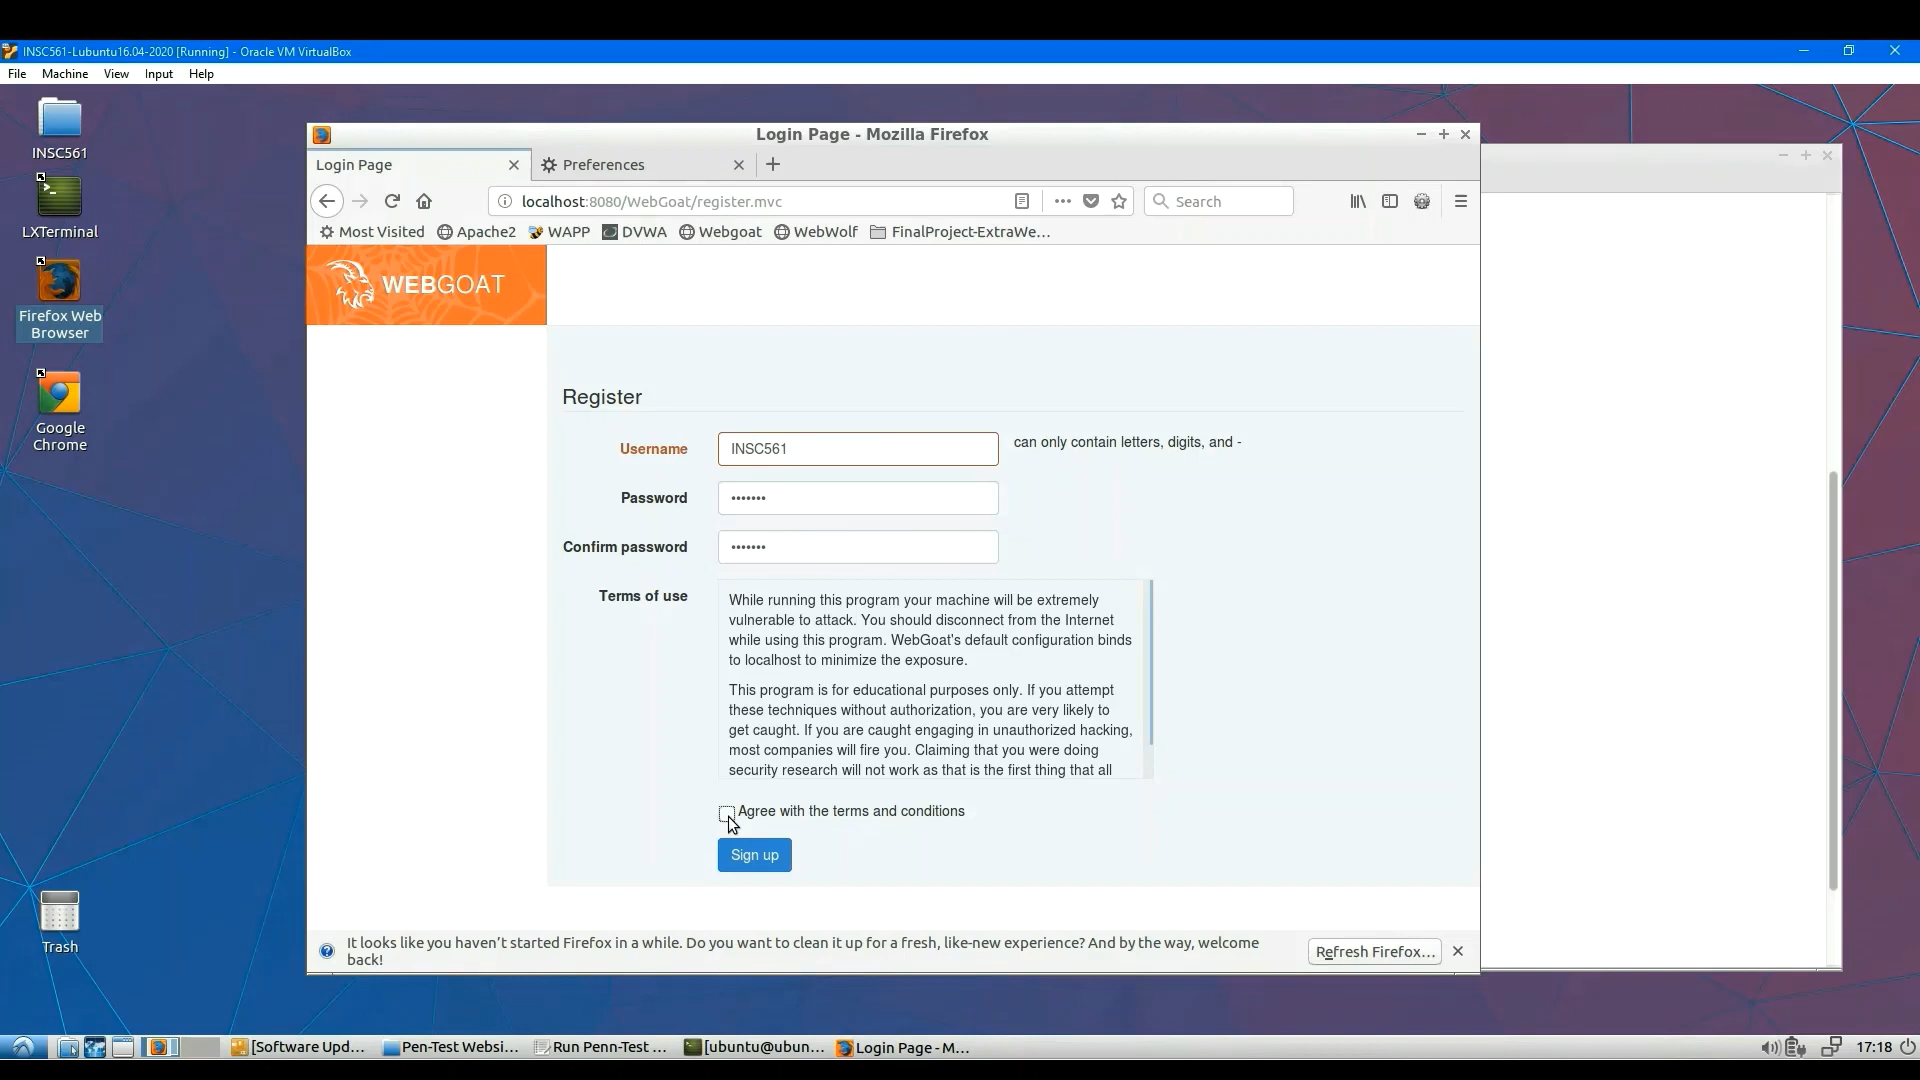 INSC561-Lubuntu16.04-2020 [Running] - Oracle VM VirtualBox
File Machine View Input Help
INSC561
LXTerminal
Firefox Web
Browser
Google
Chrome
Trash
Login Page - Mozilla Firefox
Login Page
Preferences
localhost:8080/WebGoat/register.mvc
Search
Most Visited Apache2 WAPP DVWA Webgoat WebWolf FinalProject-ExtraWe...
WEBGOAT
Register
Username INSC561 can only contain letters, digits, and -
Password •••••••
Confirm password •••••••
Terms of use
While running this program your machine will be extremely
vulnerable to attack. You should disconnect from the Internet
while using this program. WebGoat's default configuration binds
to localhost to minimize the exposure.
This program is for educational purposes only. If you attempt
these techniques without authorization, you are very likely to
get caught. If you are caught engaging in unauthorized hacking,
most companies will fire you. Claiming that you were doing
security research will not work as that is the first thing that all
Agree with the terms and conditions
Sign up
It looks like you haven't started Firefox in a while. Do you want to clean it up for a fresh, like-new experience? And by the way, welcome
back!
Refresh Firefox...
[Software Upd... Pen-Test Websi... Run Penn-Test ... [ubuntu@ubun... Login Page - M... 17:18